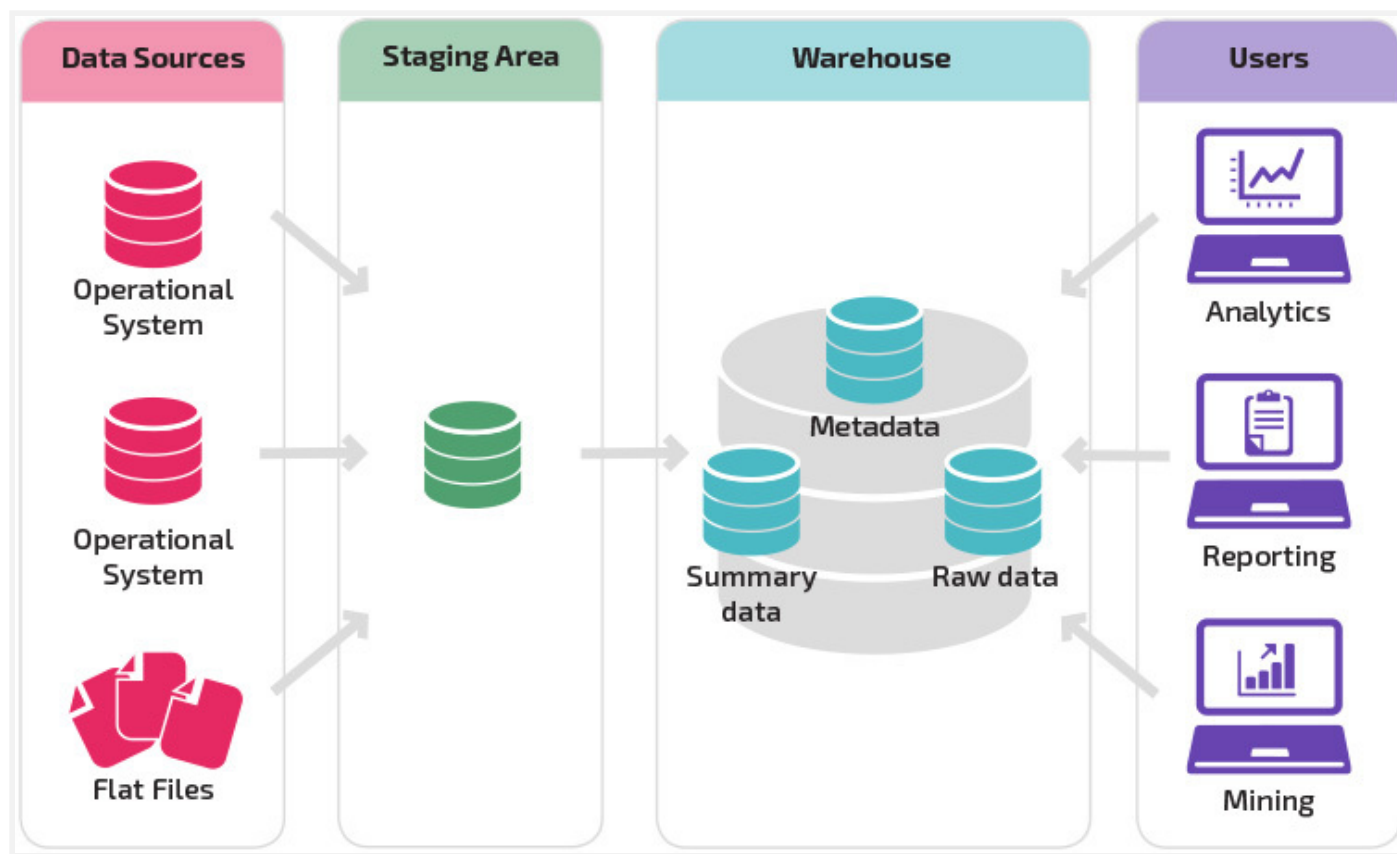 Data Sources
Staging Area
Warehouse
Users
Operational
System
Operational
System
Flat Files
Metadata
Summary
data
Raw data
Analytics
Reporting
Mining